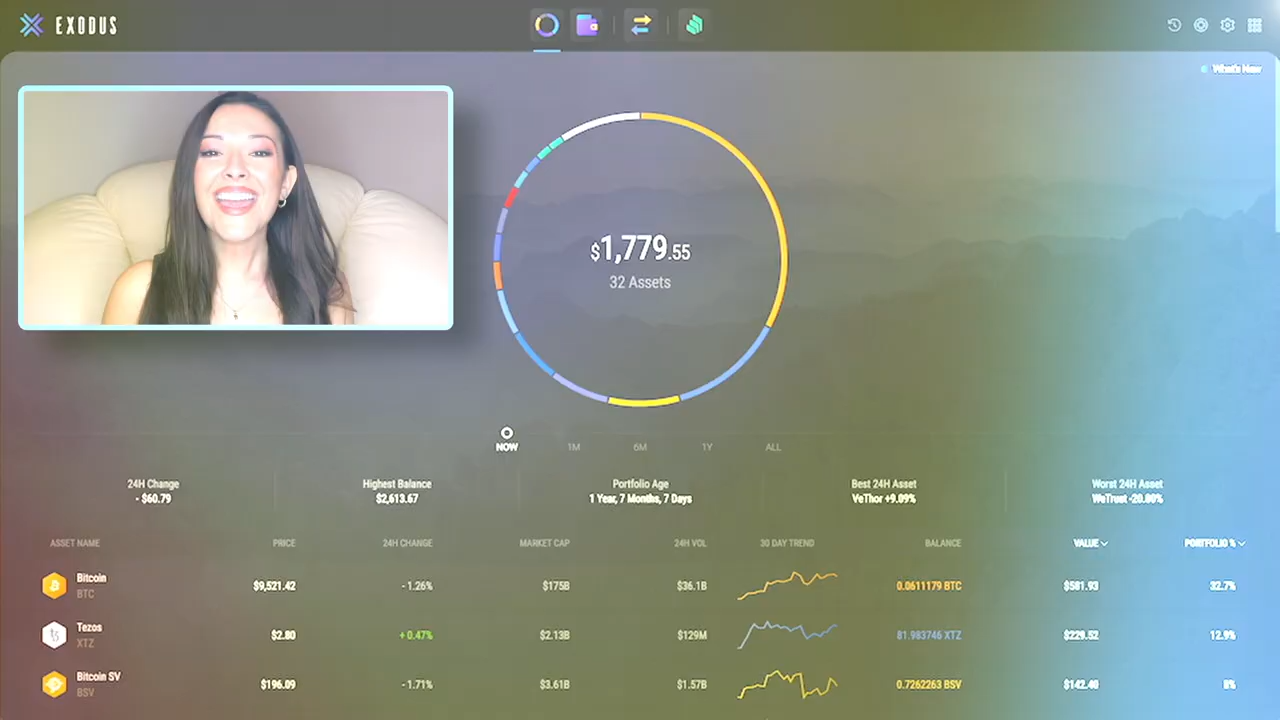 EXODUS
What's New
$1,779.55
32 Assets
NOW 1M 6M 1Y ALL
24H Change Highest Balance Portfolio Age Best 24H Asset Worst 24H Asset
- $60.79 $2,613.67 1 Year, 7 Months, 7 Days VeThor +9.09% WeTrust -20.80%
ASSET NAME PRICE 24H CHANGE MARKET CAP 24H VOL 30 DAY TREND BALANCE VALUE PORTFOLIO %
Bitcoin
BTC $9,521.42 - 1.26% $175B $36.1B 0.0611179 BTC $581.93 32.7%
Tezos
XTZ $2.80 + 0.47% $2.13B $129M 81.983746 XTZ $229.52 12.9%
Bitcoin SV
BSV $196.09 - 1.71% $3.61B $1.57B 0.7262263 BSV $142.40 8%